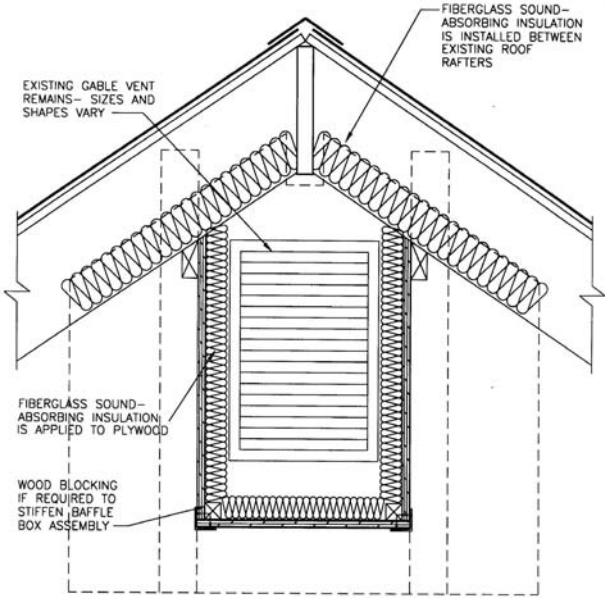 FIBERGLASS SOUND-
ABSORBING INSULATION
IS INSTALLED BETWEEN
EXISTING ROOF
RAFTERS
EXISTING GABLE VENT
REMAINS- SIZES AND
SHAPES VARY
FIBERGLASS SOUND-
ABSORBING INSULATION
IS APPLIED TO PLYWOOD
WOOD BLOCKING
IF REQUIRED TO
STIFFEN BAFFLE
BOX ASSEMBLY